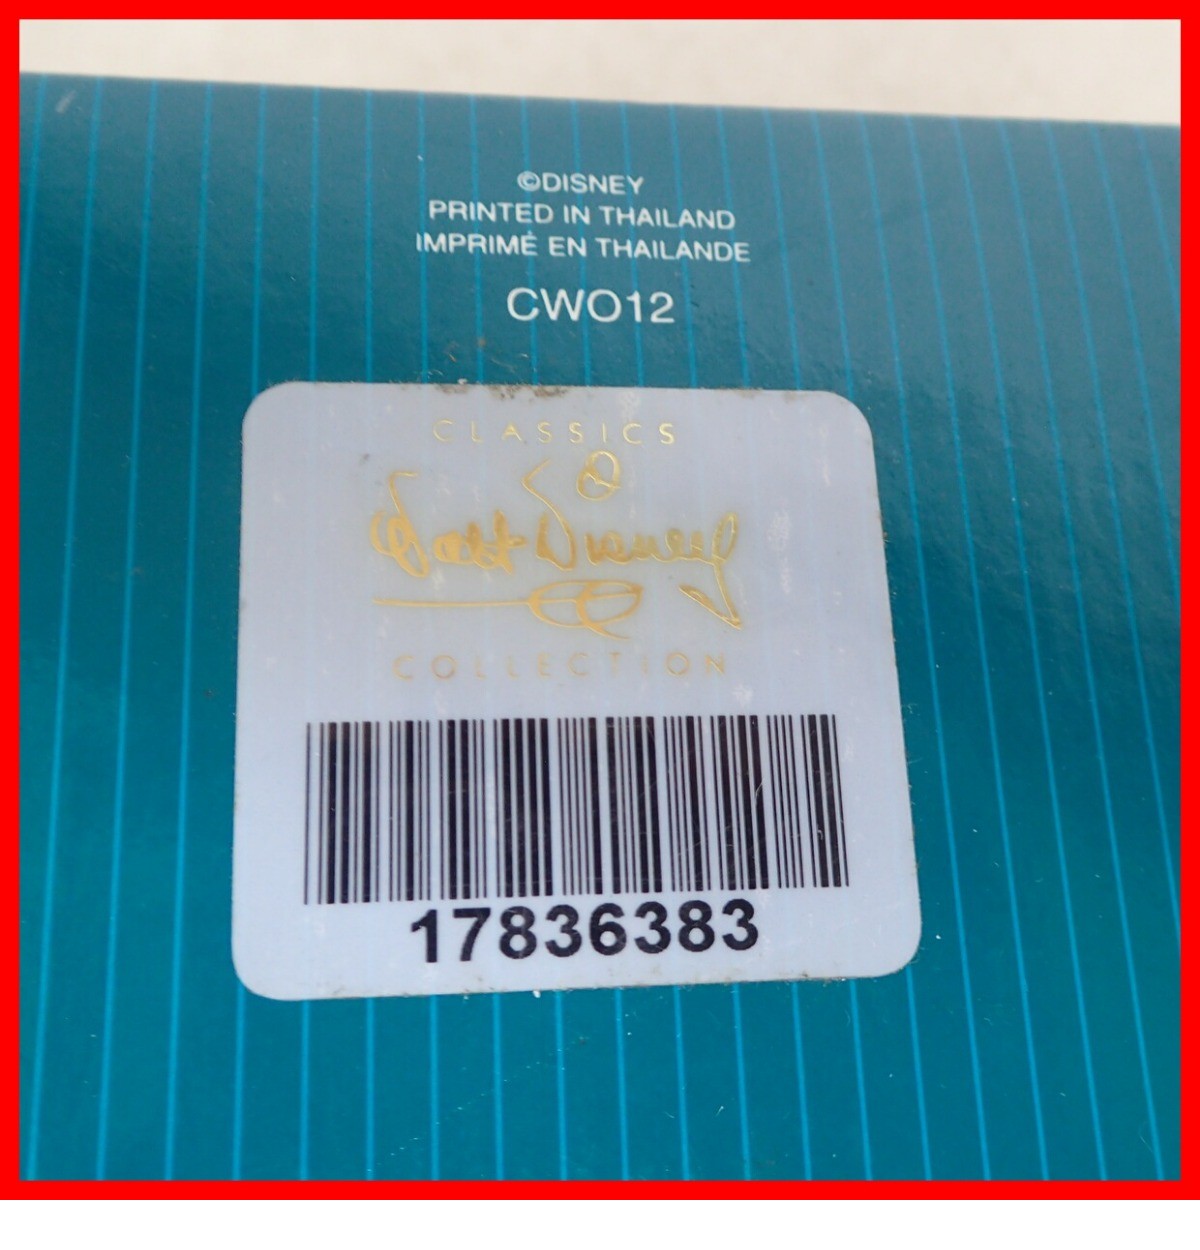 ©DISNEY
PRINTED IN THAILAND
IMPRIMÉ EN THAILANDE
CWO12
CLASSICS
Walt Disney
COLLECTION
17836383